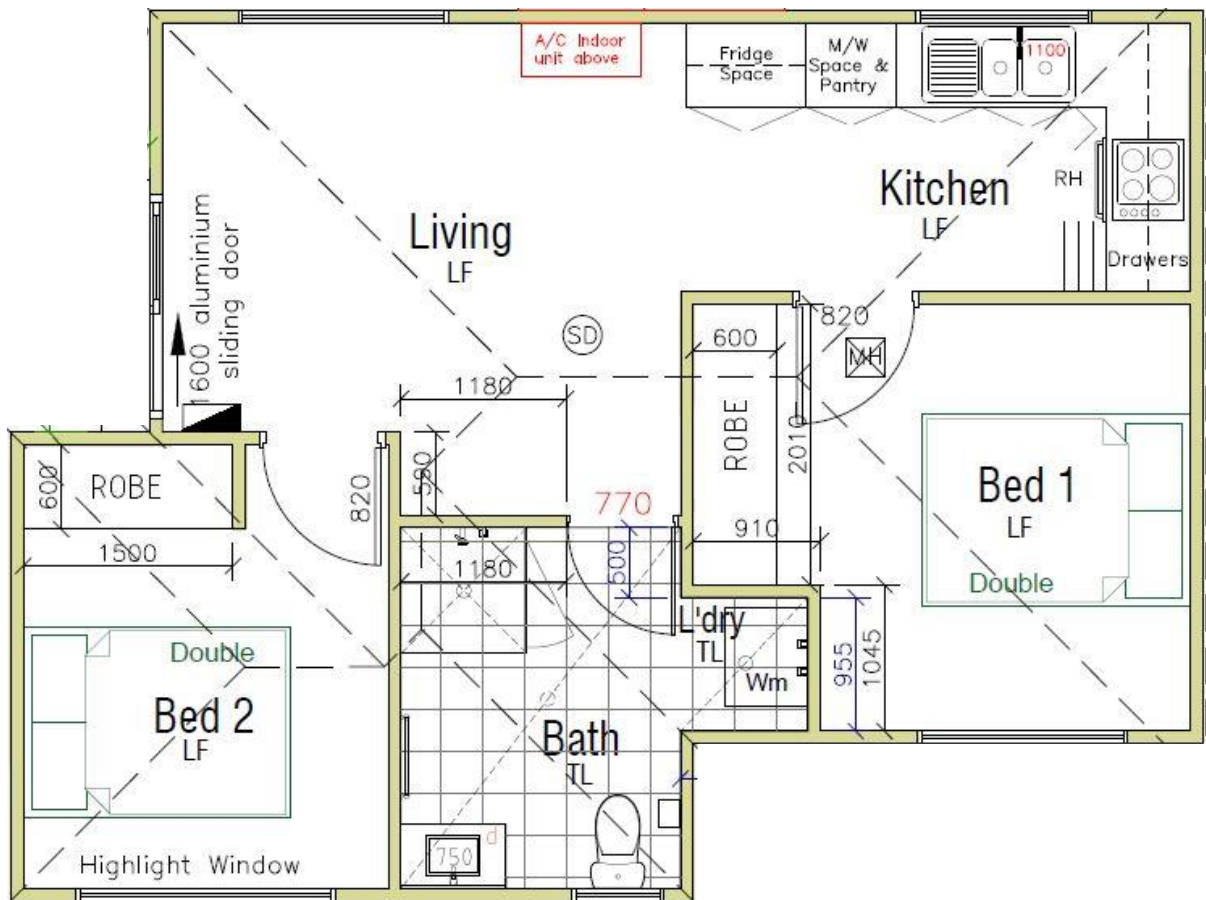 A/C Indoor
unit above
Fridge
Space
M/W
Space &
Pantry
1100
Kitchen
LF
RH
Drawers
Living
LF
1600 aluminium
sliding door
SD
820
MH
600
ROBE
2010
910
Bed 1
LF
Double
1180
590
770
500
1180
600
ROBE
820
1500
L'dry
TL
Wm
955
1045
Double
Bed 2
LF
Bath
TL
d
750
Highlight Window